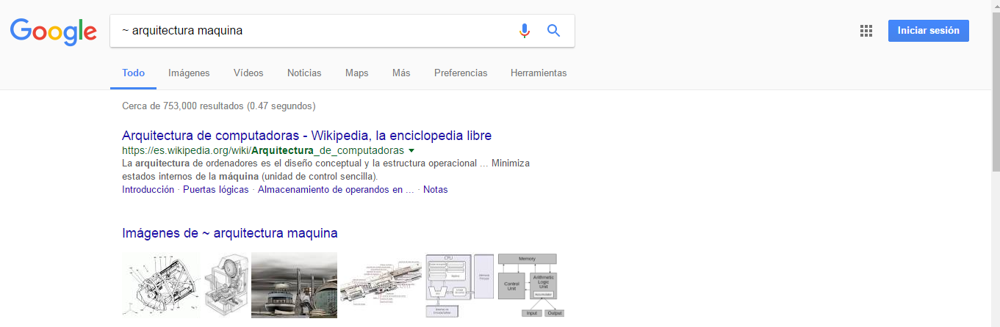 Google
~ arquitectura maquina
Iniciar sesión
Todo Imágenes Vídeos Noticias Maps Más Preferencias Herramientas
Cerca de 753,000 resultados (0.47 segundos)
Arquitectura de computadoras - Wikipedia, la enciclopedia libre
https://es.wikipedia.org/wiki/Arquitectura_de_computadoras
La arquitectura de ordenadores es el diseño conceptual y la estructura operacional ... Minimiza
estados internos de la máquina (unidad de control sencilla).
Introducción · Puertas lógicas · Almacenamiento de operandos en ... · Notas
Imágenes de ~ arquitectura maquina
CPU
Memory
Control
Unit
Arithmetic
Logic
Unit
Accumulator
Input Output